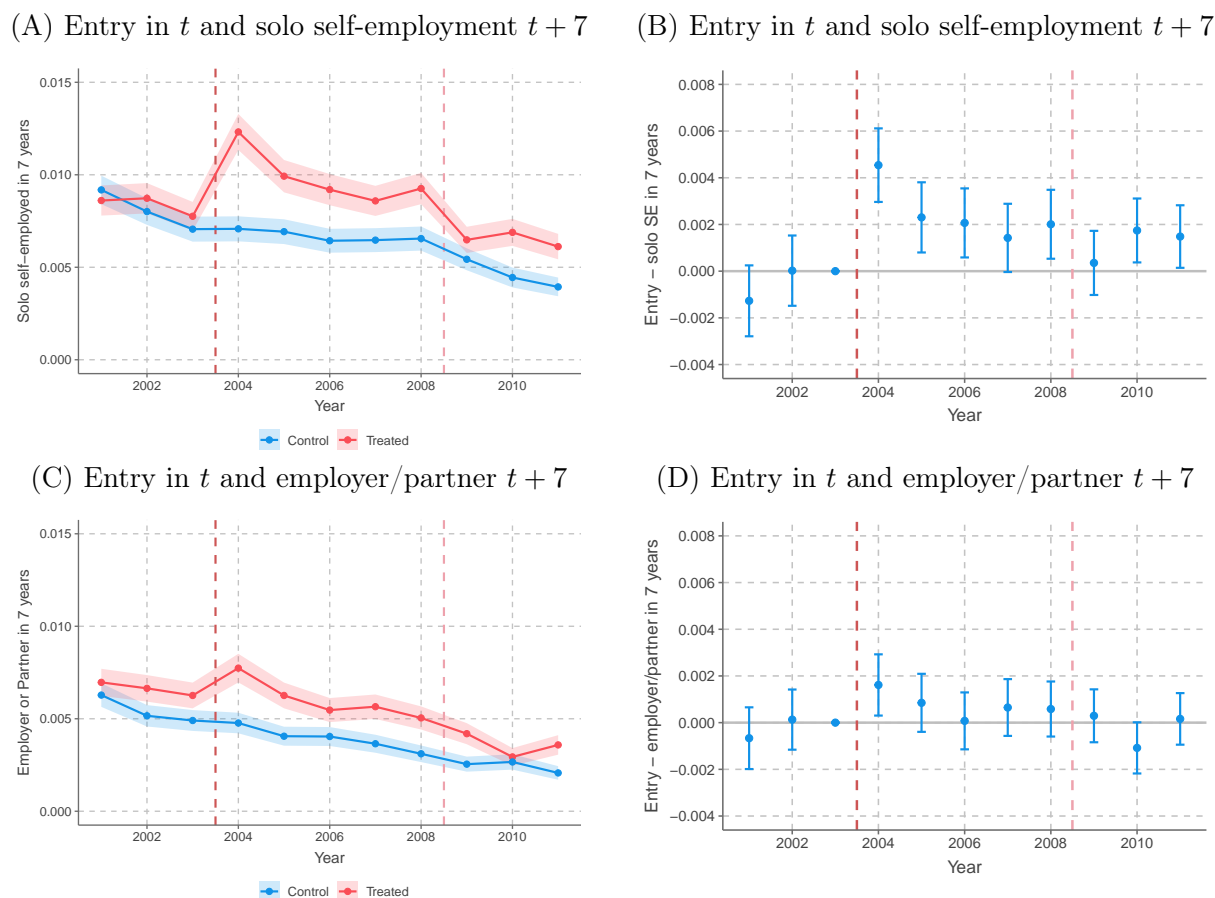 (A) Entry in t and solo self-employment t + 7
0.015
0.010
0.005
0.000
Solo self−employed in 7 years
2002 2004 2006 2008 2010
Year
Control Treated
(B) Entry in t and solo self-employment t + 7
0.008
0.006
0.004
0.002
0.000
−0.002
−0.004
Entry − solo SE in 7 years
2002 2004 2006 2008 2010
Year
(C) Entry in t and employer/partner t + 7
0.015
0.010
0.005
0.000
Employer or Partner in 7 years
2002 2004 2006 2008 2010
Year
Control Treated
(D) Entry in t and employer/partner t + 7
0.008
0.006
0.004
0.002
0.000
−0.002
−0.004
Entry − employer/partner in 7 years
2002 2004 2006 2008 2010
Year